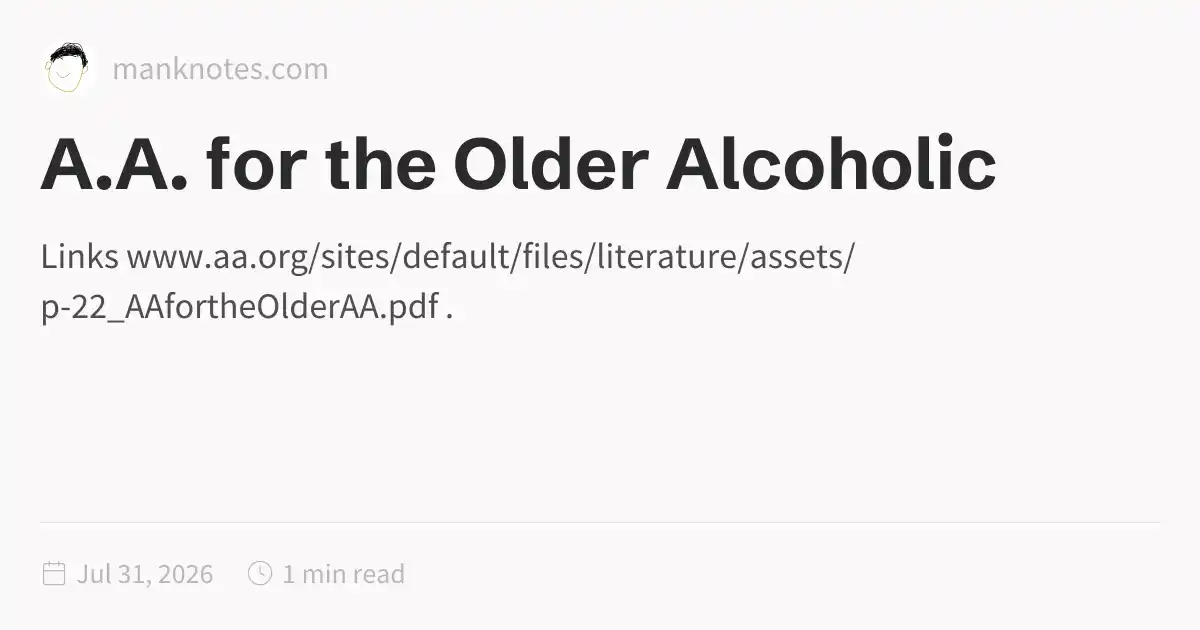 manknotes.com
A.A. for the Older Alcoholic
Links www.aa.org/sites/default/files/literature/assets/
p-22_AAfortheOlderAA.pdf .
Jul 31, 2026 1 min read